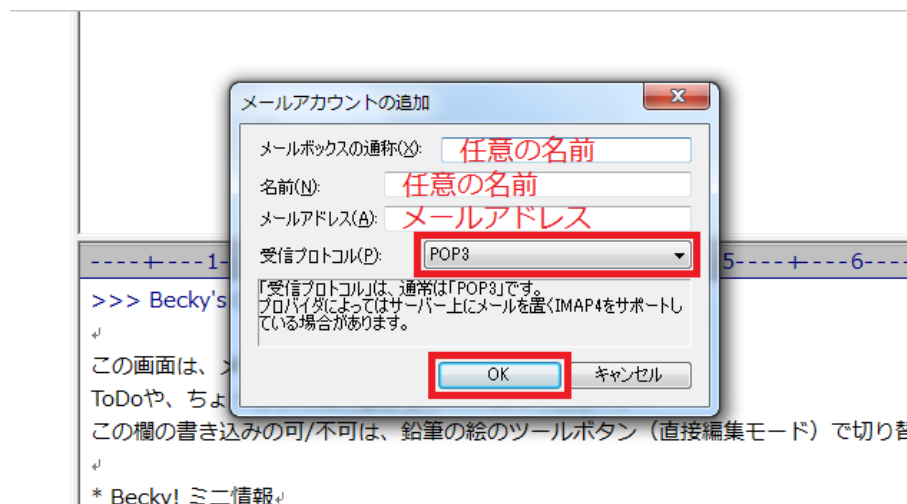 メールアカウントの追加
メールボックスの通称(X): 任意の名前
名前(N): 任意の名前
メールアドレス(A): メールアドレス
受信プロトコル(P): POP3
「受信プロトコル」は、通常は「POP3」です。
プロバイダによってはサーバー上にメールを置くIMAP4をサポートし
ている場合があります。
OK キャンセル
----+----1- 5----+----6----
>>> Becky's
この画面は、
ToDoや、ちょ
この欄の書き込みの可/不可は、鉛筆の絵のツールボタン（直接編集モード）で切り替
* Becky! ミニ情報